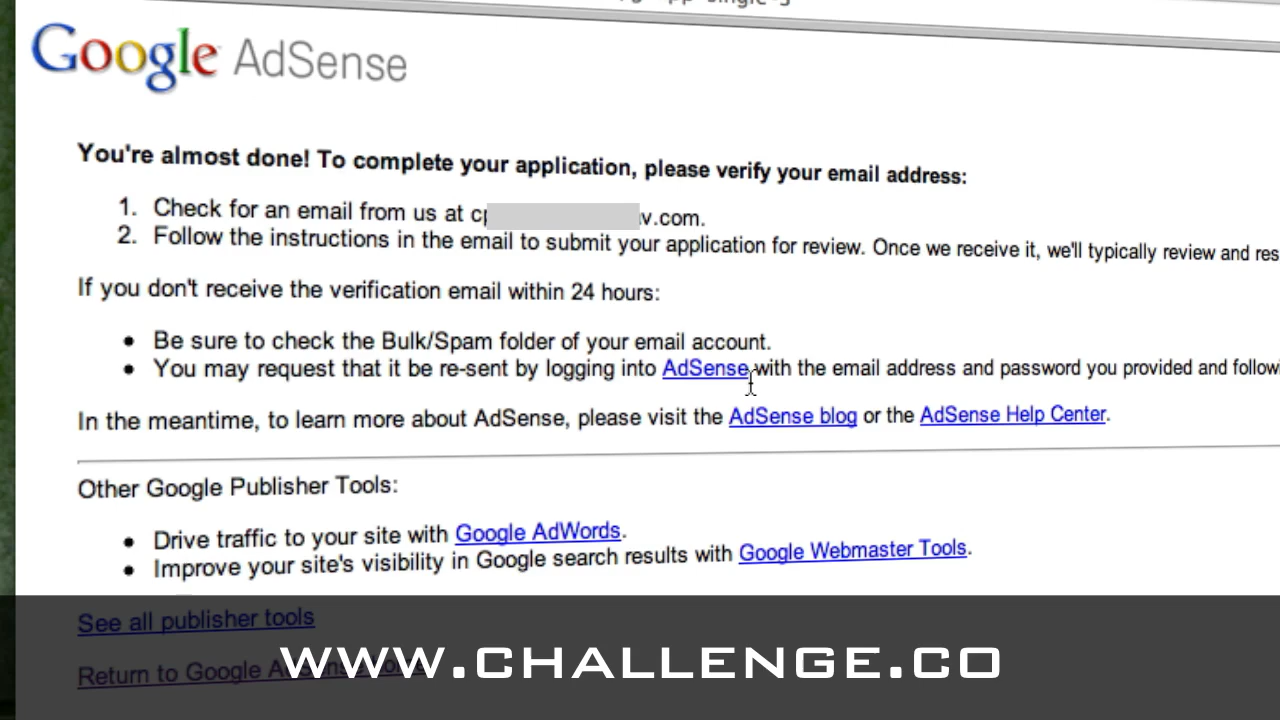 Google AdSense
You're almost done! To complete your application, please verify your email address:
1. Check for an email from us at cp v.com.
2. Follow the instructions in the email to submit your application for review. Once we receive it, we'll typically review and res
If you don't receive the verification email within 24 hours:
• Be sure to check the Bulk/Spam folder of your email account.
• You may request that it be re-sent by logging into AdSense with the email address and password you provided and followi
In the meantime, to learn more about AdSense, please visit the AdSense blog or the AdSense Help Center.
Other Google Publisher Tools:
• Drive traffic to your site with Google AdWords.
• Improve your site's visibility in Google search results with Google Webmaster Tools.
See all publisher tools
Return to Google AdSense
WWW.CHALLENGE.CO